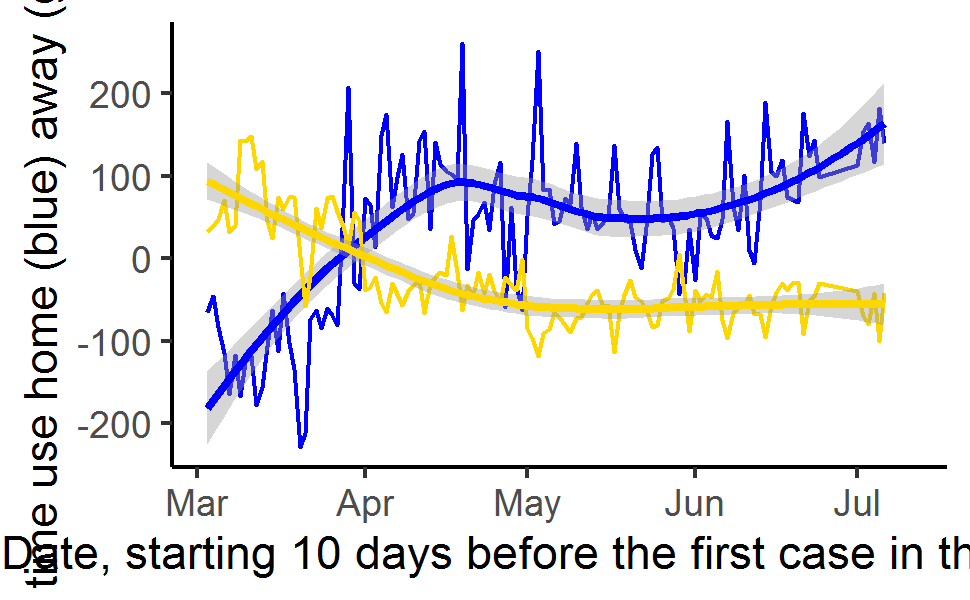 time use home (blue) away (
200
100
0
-100
-200
Mar Apr May Jun Jul
Date, starting 10 days before the first case in th